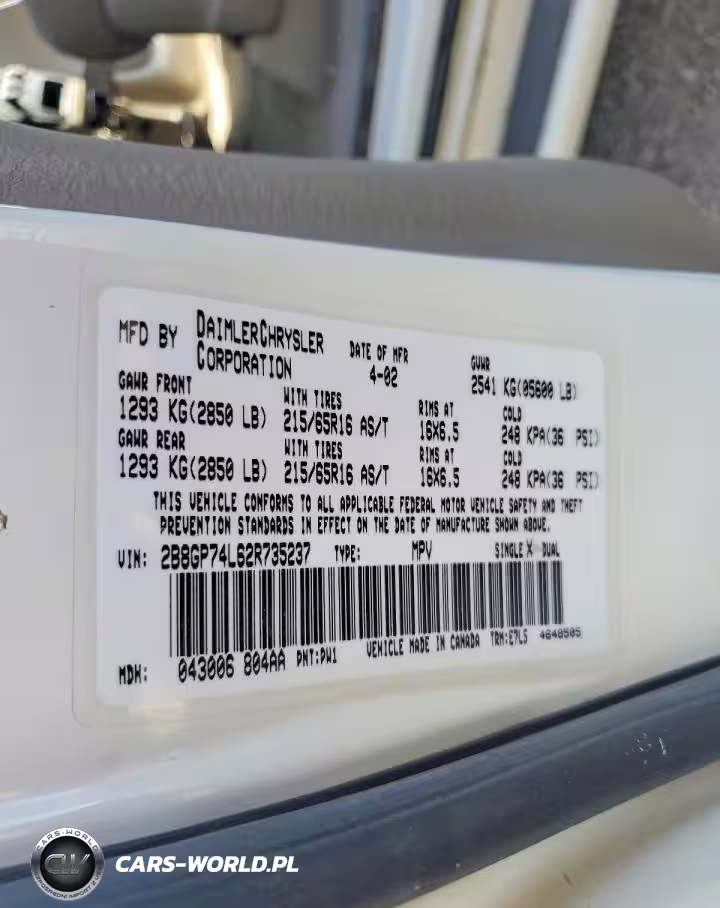 MFD BY DAIMLERCHRYSLER CORPORATION
DATE OF MFR 4-02
GVWR 2541 KG(05600 LB)
GAWR FRONT WITH TIRES RIMS AT COLD
1293 KG(2850 LB) 215/65R16 AS/T 16X6.5 248 KPA(36 PSI)
GAWR REAR WITH TIRES RIMS AT COLD
1293 KG(2850 LB) 215/65R16 AS/T 16X6.5 248 KPA(36 PSI)
THIS VEHICLE CONFORMS TO ALL APPLICABLE FEDERAL MOTOR VEHICLE SAFETY AND THEFT
PREVENTION STANDARDS IN EFFECT ON THE DATE OF MANUFACTURE SHOWN ABOVE.
VIN: 2B8GP74L62R735237 TYPE: MPV SINGLE X DUAL
MDH: 043006 804AA PNT:PW1 VEHICLE MADE IN CANADA TRM:E7L5 4648505
CARS-WORLD
CW
CARS-WORLD.PL